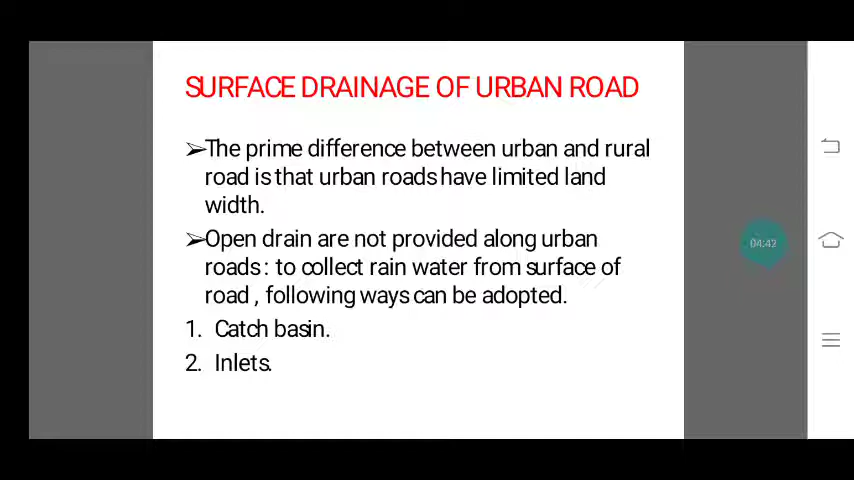 SURFACE DRAINAGE OF URBAN ROAD
➢The prime difference between urban and rural
road is that urban roads have limited land
width.
➢Open drain are not provided along urban
roads : to collect rain water from surface of
road , following ways can be adopted.
1. Catch basin.
2. Inlets.
04:42